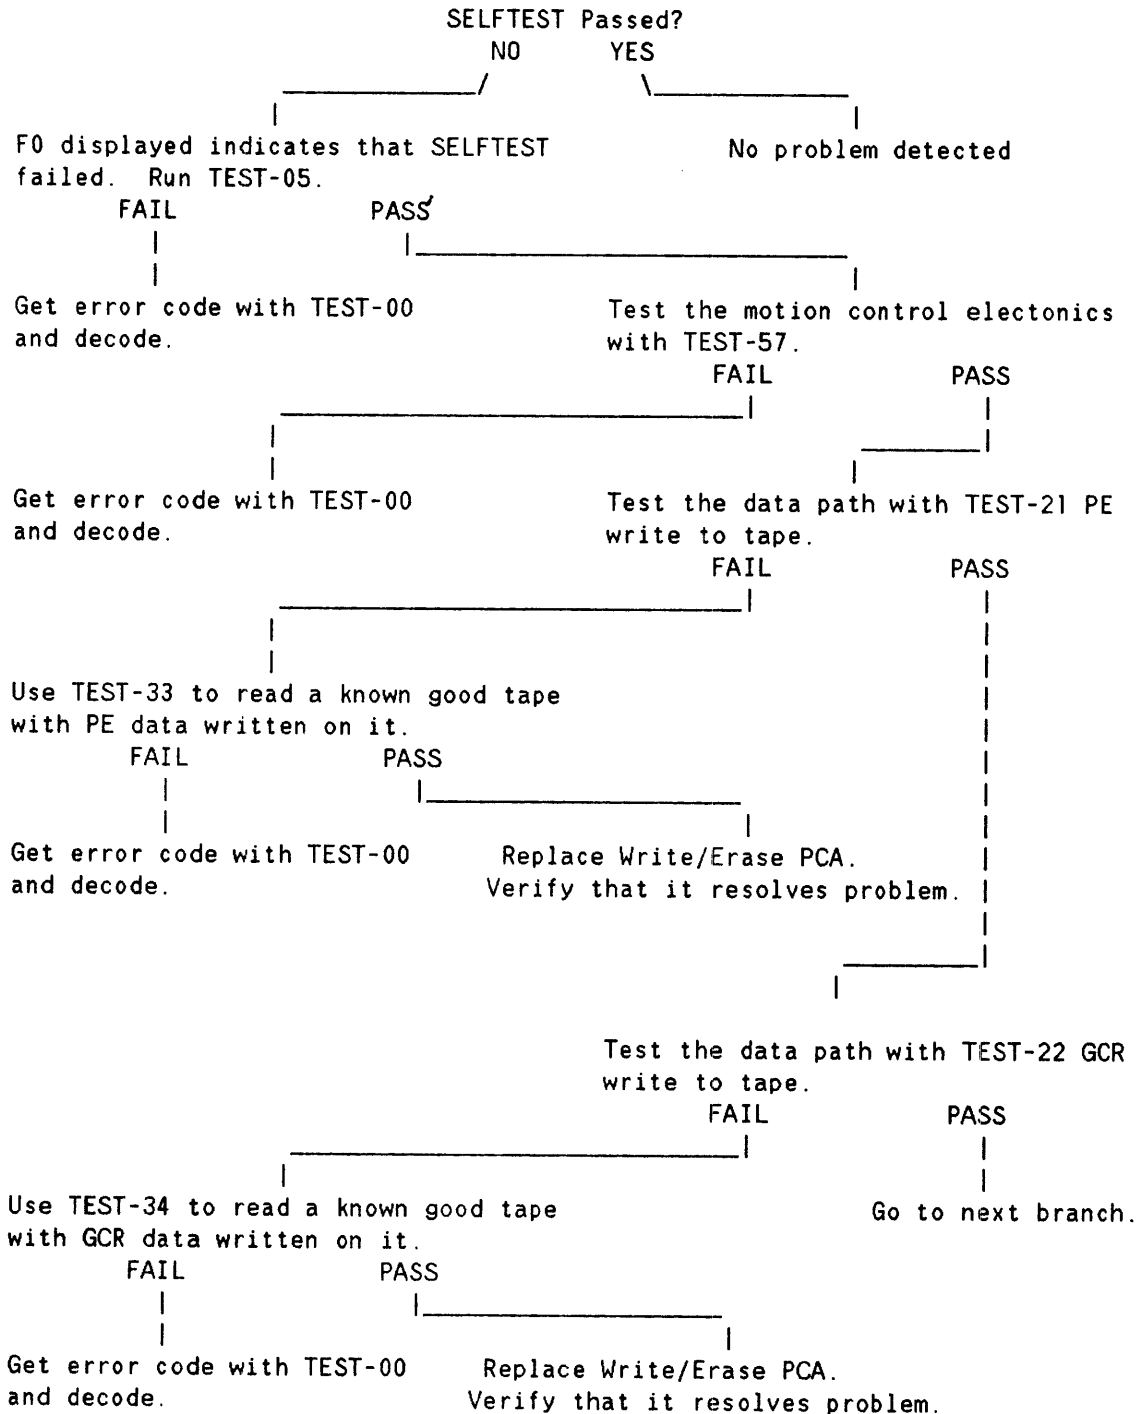 SELFTEST Passed?
NO YES
F0 displayed indicates that SELFTEST
failed. Run TEST-05.
No problem detected
FAIL PASS
Get error code with TEST-00
and decode.
Test the motion control electonics
with TEST-57.
FAIL PASS
Get error code with TEST-00
and decode.
Test the data path with TEST-21 PE
write to tape.
FAIL PASS
Use TEST-33 to read a known good tape
with PE data written on it.
FAIL PASS
Get error code with TEST-00
and decode.
Replace Write/Erase PCA.
Verify that it resolves problem.
Test the data path with TEST-22 GCR
write to tape.
FAIL PASS
Use TEST-34 to read a known good tape
with GCR data written on it.
Go to next branch.
FAIL PASS
Get error code with TEST-00
and decode.
Replace Write/Erase PCA.
Verify that it resolves problem.